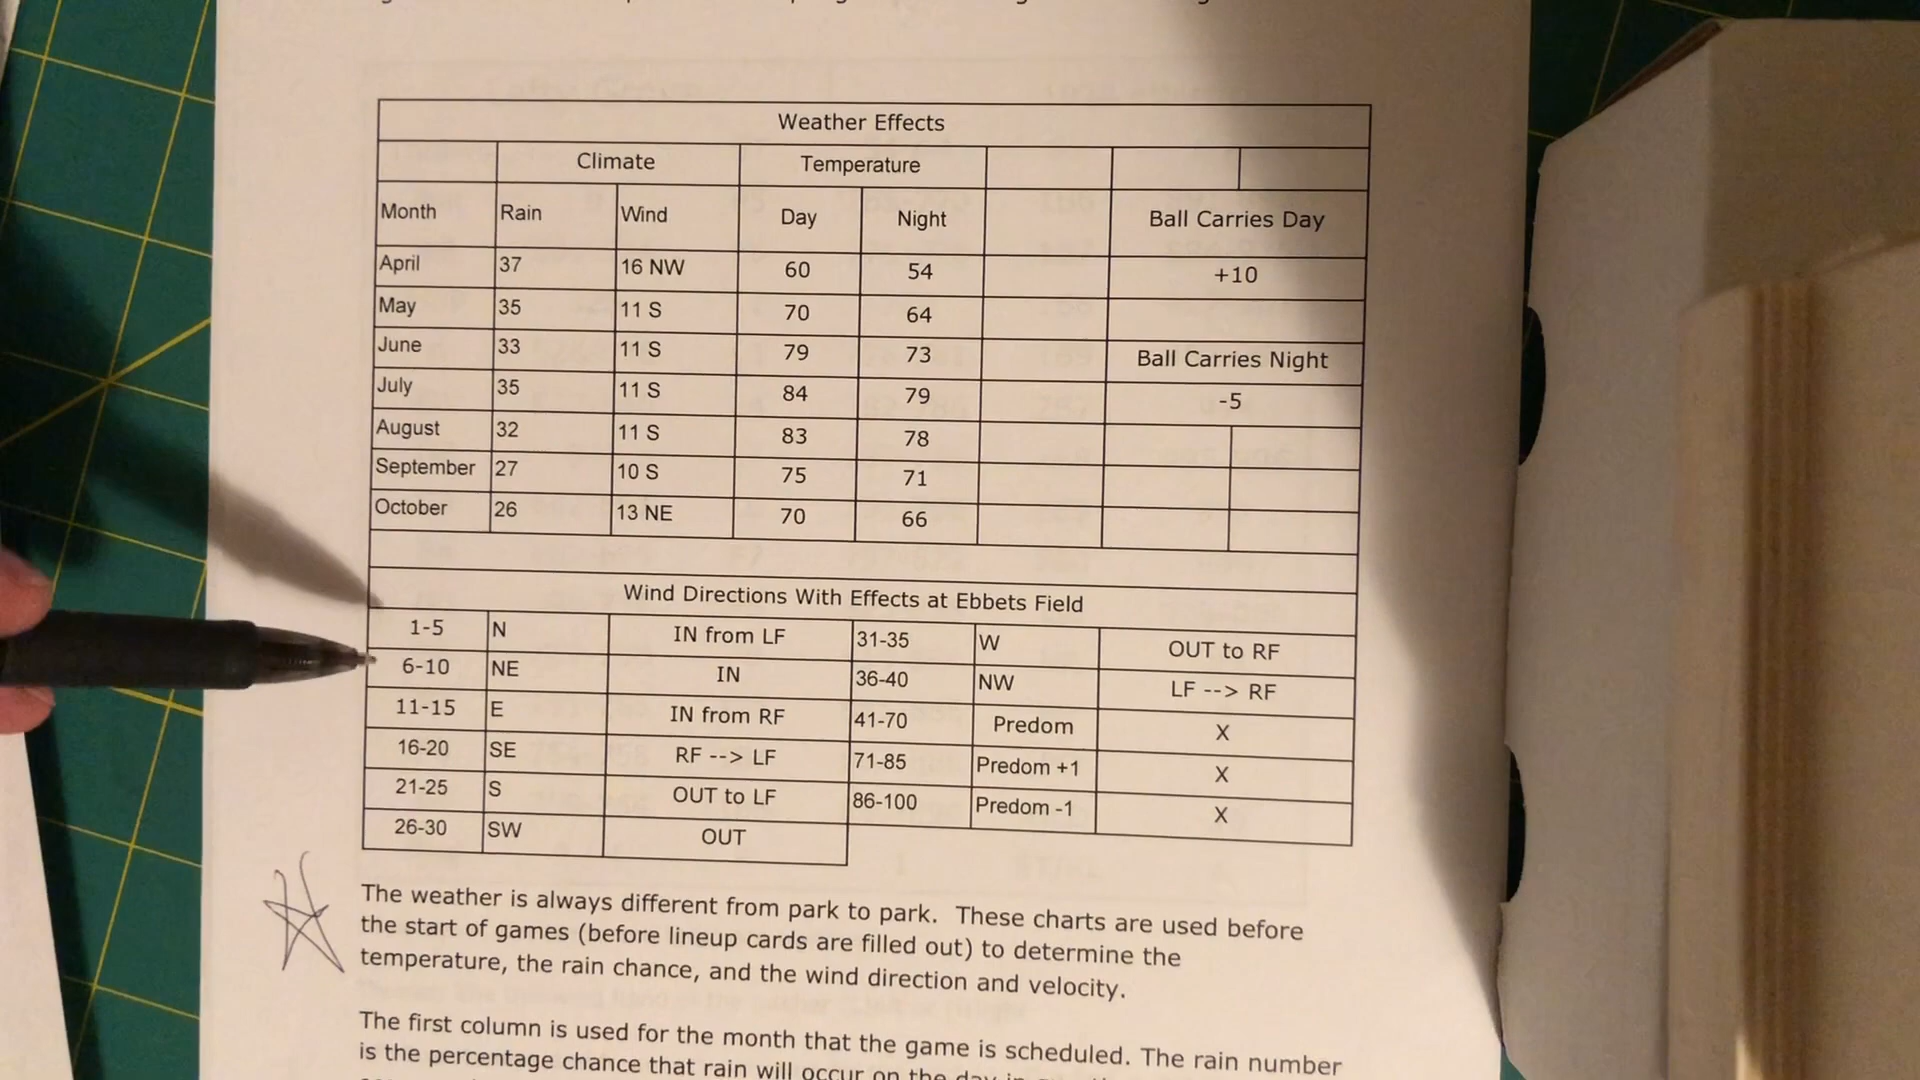 Weather Effects
Climate Temperature
Month Rain Wind Day Night Ball Carries Day
April 37 16 NW 60 54 +10
May 35 11 S 70 64
June 33 11 S 79 73 Ball Carries Night
July 35 11 S 84 79 -5
August 32 11 S 83 78
September 27 10 S 75 71
October 26 13 NE 70 66
Wind Directions With Effects at Ebbets Field
1-5 N IN from LF 31-35 W OUT to RF
6-10 NE IN 36-40 NW LF --> RF
11-15 E IN from RF 41-70 Predom X
16-20 SE RF --> LF 71-85 Predom +1 X
21-25 S OUT to LF 86-100 Predom -1 X
26-30 SW OUT
The weather is always different from park to park. These charts are used before
the start of games (before lineup cards are filled out) to determine the
temperature, the rain chance, and the wind direction and velocity.
The first column is used for the month that the game is scheduled. The rain number
is the percentage chance that rain will occur on the day in